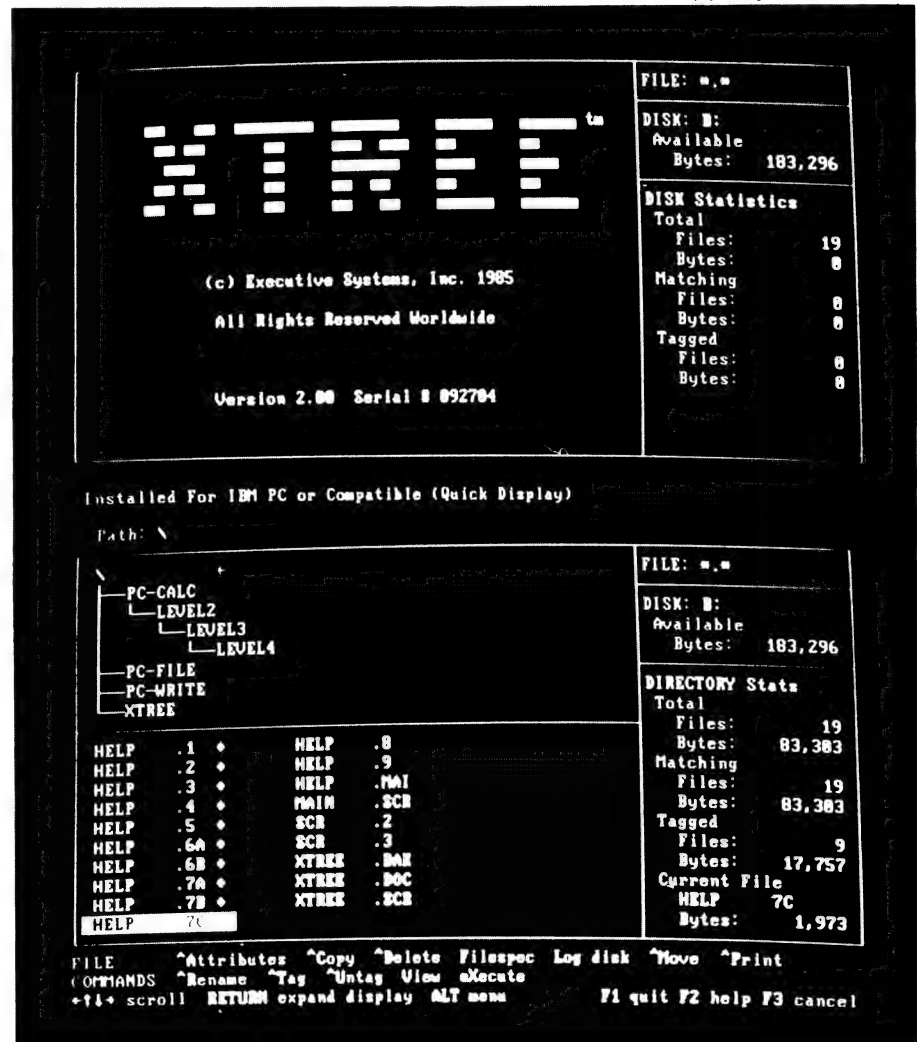 XTREE tm
(c) Executive Systems, Inc. 1985
All Rights Reserved Worldwide
Version 2.00 Serial # 092704
FILE: *.*
DISK: B:
Available
Bytes: 183,296
DISK Statistics
Total
Files: 19
Bytes: 0
Matching
Files: 0
Bytes: 0
Tagged
Files: 0
Bytes: 0
Installed For IBM PC or Compatible (Quick Display)
Path: \
\
PC-CALC
LEVEL2
LEVEL3
LEVEL4
PC-FILE
PC-WRITE
XTREE
HELP .1 ♦ HELP .8
HELP .2 ♦ HELP .9
HELP .3 ♦ HELP .MAI
HELP .4 ♦ MAIN .SCR
HELP .5 ♦ SCR .2
HELP .6A ♦ SCR .3
HELP .6B ♦ XTREE .BAK
HELP .7A ♦ XTREE .DOC
HELP .7B ♦ XTREE .SCR
HELP 7C
FILE: *.*
DISK: B:
Available
Bytes: 183,296
DIRECTORY Stats
Total
Files: 19
Bytes: 83,383
Matching
Files: 19
Bytes: 83,383
Tagged
Files: 9
Bytes: 17,757
Current File
HELP 7C
Bytes: 1,973
FILE ^Attributes ^Copy ^Delete Filespec Log disk ^Move ^Print
COMMANDS ^Rename ^Tag ^Untag View eXecute
←↑↓→ scroll RETURN expand display ALT menu F1 quit F2 help F3 cancel